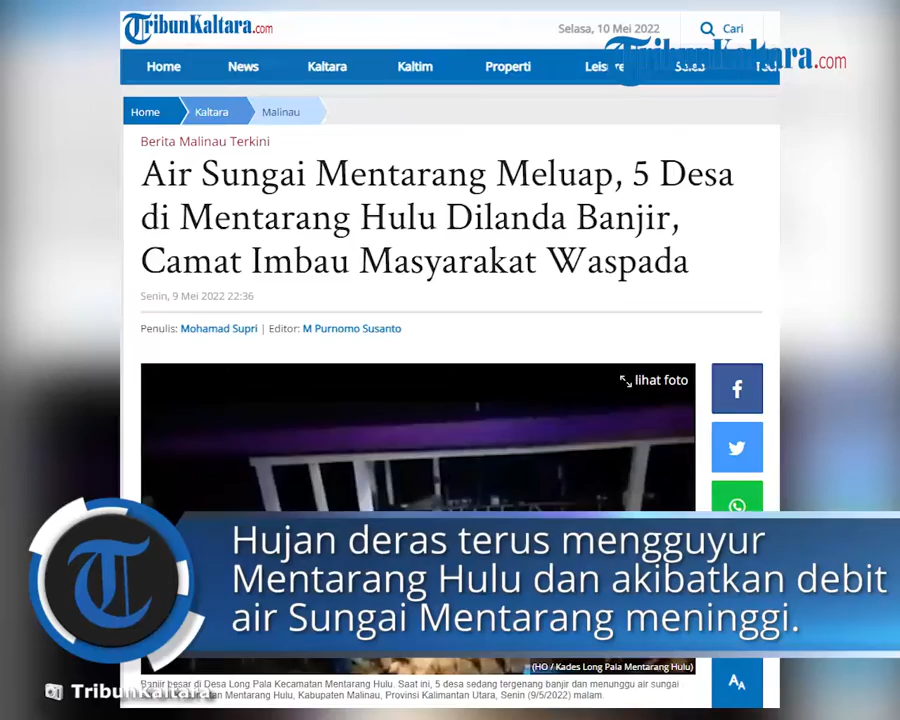 TribunKaltara.com
Selasa, 10 Mei 2022
Cari
TribunKaltara.com
Home News Kaltara Kaltim Properti
Home Kaltara Malinau
Berita Malinau Terkini
Air Sungai Mentarang Meluap, 5 Desa
di Mentarang Hulu Dilanda Banjir,
Camat Imbau Masyarakat Waspada
Senin, 9 Mei 2022 22:36
Penulis: Mohamad Supri | Editor: M Purnomo Susanto
lihat foto
Hujan deras terus mengguyur
Mentarang Hulu dan akibatkan debit
air Sungai Mentarang meninggi.
(HO / Kades Long Pala Mentarang Hulu)
Banjir besar di Desa Long Pala Kecamatan Mentarang Hulu. Saat ini, 5 desa sedang tergenang banjir dan menunggu air sungai
Mentarang Hulu, Kabupaten Malinau, Provinsi Kalimantan Utara, Senin (9/5/2022) malam.
TribunKaltara
AA